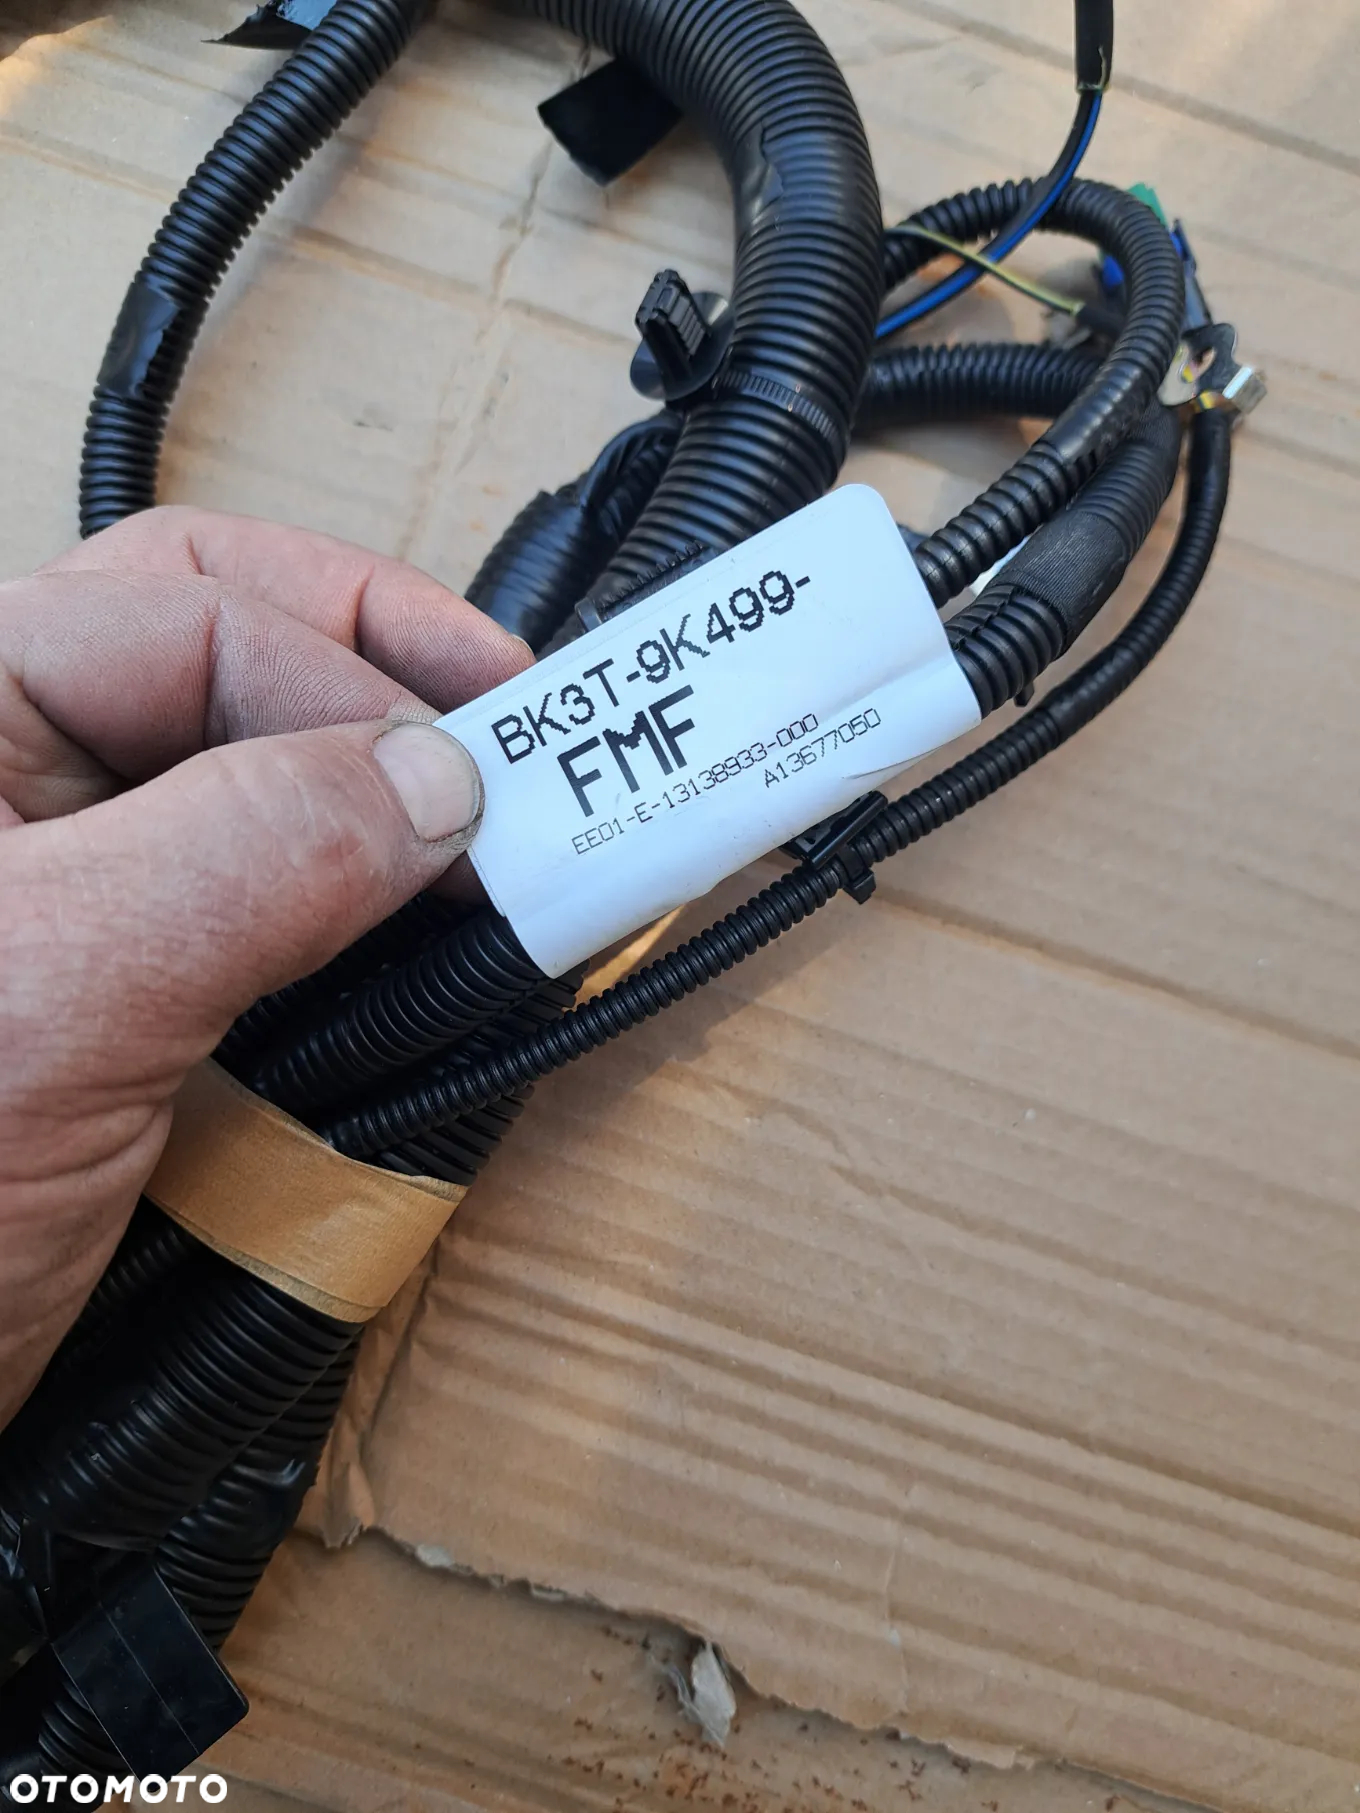 BK3T-9K499-
FMF
EE01-E-13138933-000
A13677050
OTOMOTO